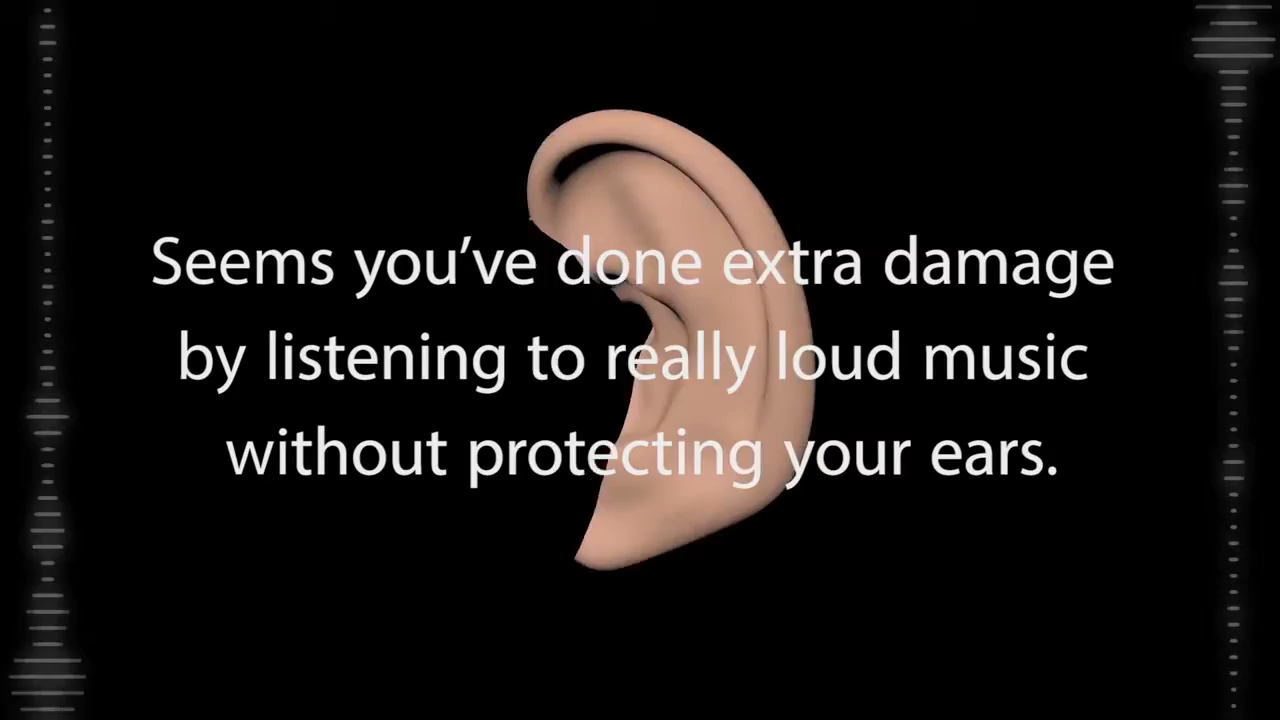 Seems you’ve done extra damage
by listening to really loud music
without protecting your ears.